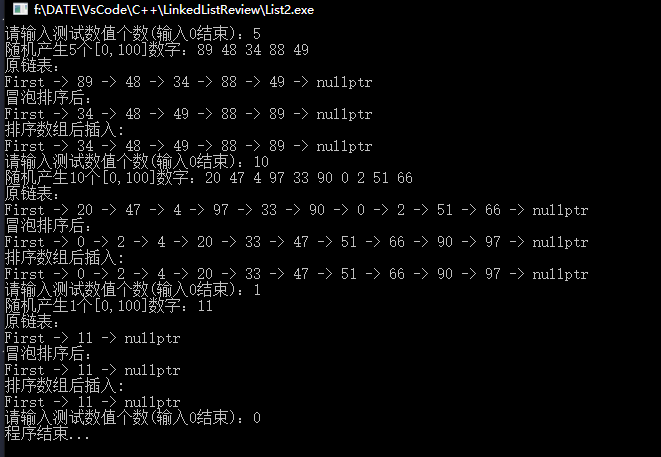 f:\DATE\VsCode\C++\LinkedListReview\List2.exe
请输入测试数值个数(输入0结束): 5
随机产生5个[0,100]数字: 89 48 34 88 49
原链表:
First -> 89 -> 48 -> 34 -> 88 -> 49 -> nullptr
冒泡排序后:
First -> 34 -> 48 -> 49 -> 88 -> 89 -> nullptr
排序数组后插入:
First -> 34 -> 48 -> 49 -> 88 -> 89 -> nullptr
请输入测试数值个数(输入0结束): 10
随机产生10个[0,100]数字: 20 47 4 97 33 90 0 2 51 66
原链表:
First -> 20 -> 47 -> 4 -> 97 -> 33 -> 90 -> 0 -> 2 -> 51 -> 66 -> nullptr
冒泡排序后:
First -> 0 -> 2 -> 4 -> 20 -> 33 -> 47 -> 51 -> 66 -> 90 -> 97 -> nullptr
排序数组后插入:
First -> 0 -> 2 -> 4 -> 20 -> 33 -> 47 -> 51 -> 66 -> 90 -> 97 -> nullptr
请输入测试数值个数(输入0结束): 1
随机产生1个[0,100]数字: 11
原链表:
First -> 11 -> nullptr
冒泡排序后:
First -> 11 -> nullptr
排序数组后插入:
First -> 11 -> nullptr
请输入测试数值个数(输入0结束): 0
程序结束...